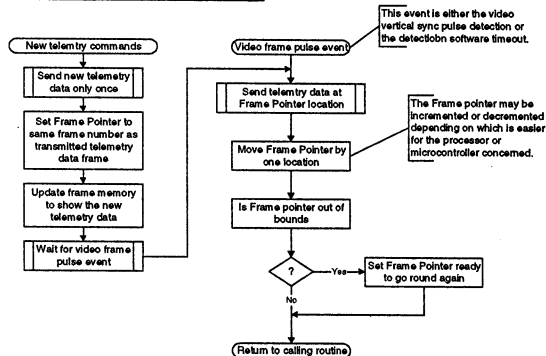 New telemtry commands
Send new telemetry
data only once
Set Frame Pointer to
same frame number as
transmitted telemetry
data frame
Update frame memory
to show the new
telemetry data
Wait for video frame
pulse event
Video frame pulse event
Send telemetry data at
Frame Pointer location
Move Frame Pointer by
one location
Is Frame pointer out of
bounds
?
Yes
No
Set Frame Pointer ready
to go round again
Return to calling routine
This event is either the video
vertical sync pulse detection or
the detectiobn software timeout.
The Frame pointer may be
incremented or decremented
depending on which is easier
for the processor or
microcontroller concerned.